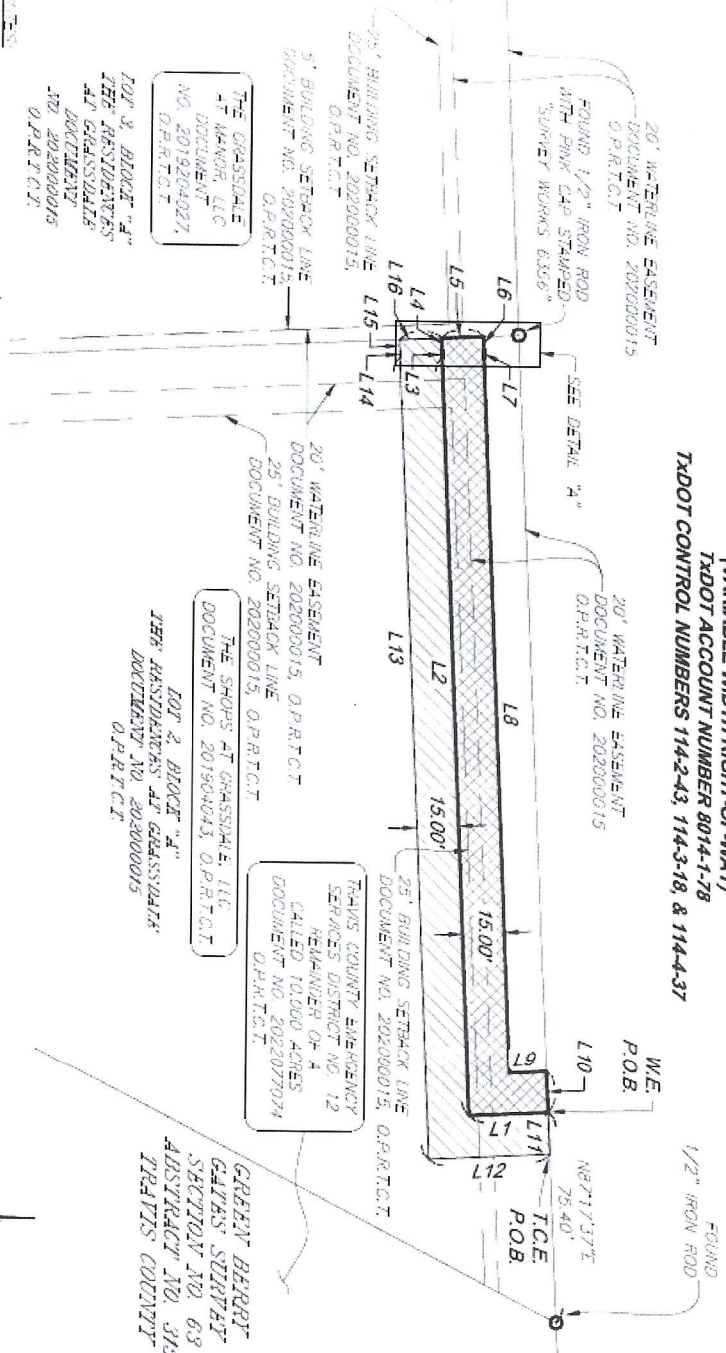 TxDOT ACCOUNT NUMBER 8014-1-78
TxDOT CONTROL NUMBERS 114-2-43, 114-3-18, & 114-4-37
20' WATERLINE EASEMENT
DOCUMENT NO. 202000015
O.P.R.T.C.T
FOUND 1/2" IRON ROD
WITH PINK CAP STAMPED
"SURVEY WORKS 6356"
SEE DETAIL "A"
20' WATERLINE EASEMENT
DOCUMENT NO. 202000015
O.P.R.T.C.T.
W.E.
P.O.B.
FOUND
1/2" IRON ROD
N87°17'37"E
75.40'
T.C.E.
P.O.B.
L6
L7
L5
L4
L3
L16
L15
L14
L8
L2
L13
15.00'
15.00'
L9
L10
L1
L11
L12
25' BUILDING SETBACK LINE
DOCUMENT NO. 202000015,
O.P.R.T.C.T
5' BUILDING SETBACK LINE
DOCUMENT NO. 202000015,
O.P.R.T.C.T.
THE GRASSDALE
AT MANOR, LLC
DOCUMENT
NO. 2019204027,
O.P.R.T.C.T.
LOT 3, BLOCK "A"
THE RESIDENCES
AT GRASSDALE
DOCUMENT
NO. 202000015
O.P.R.T.C.T.
20' WATERLINE EASEMENT
DOCUMENT NO. 202000015, O.P.R.T.C.T
25' BUILDING SETBACK LINE
DOCUMENT NO. 202000015, O.P.R.T.C.T
THE SHOPS AT GRASSDALE, LLC
DOCUMENT NO. 201904043, O.P.R.T.C.T.
LOT 2, BLOCK "A"
THE RESIDENCES AT GRASSDALE
DOCUMENT NO. 202000015
O.P.R.T.C.T.
25' BUILDING SETBACK LINE
DOCUMENT NO. 202000015, O.P.R.T.C.T.
TRAVIS COUNTY EMERGENCY
SERVICES DISTRICT NO. 12
REMAINDER OF A
CALLED 10.000 ACRES
DOCUMENT NO. 2022077074
O.P.R.T.C.T.
GREEN BERRY
GATES SURVEY
SECTION NO. 63
ABSTRACT NO. 315
TRAVIS COUNTY